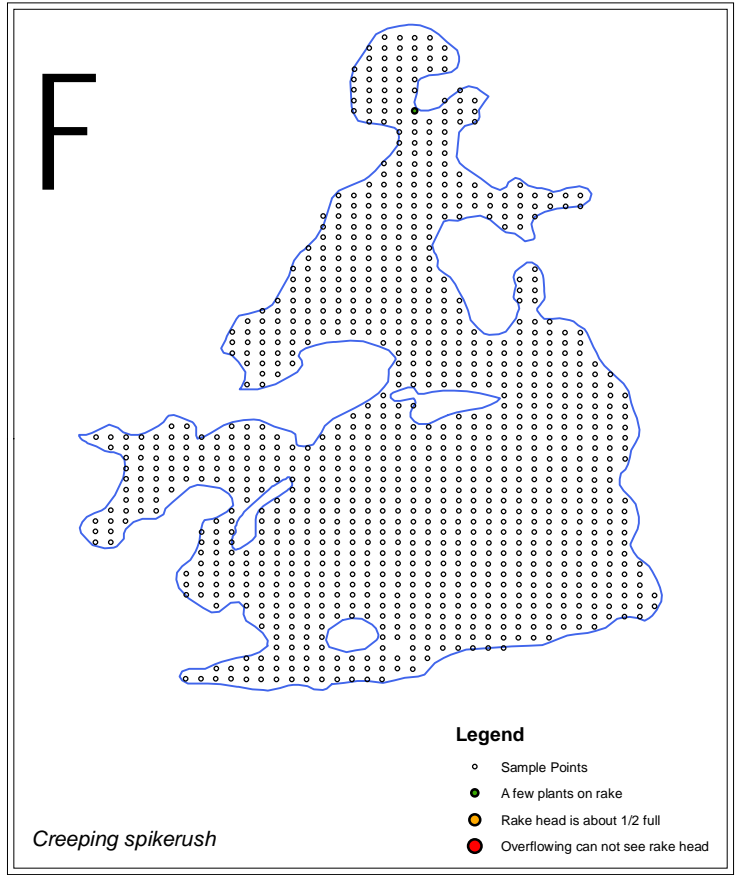 F
Legend
Sample Points
A few plants on rake
Rake head is about 1/2 full
Overflowing can not see rake head
Creeping spikerush